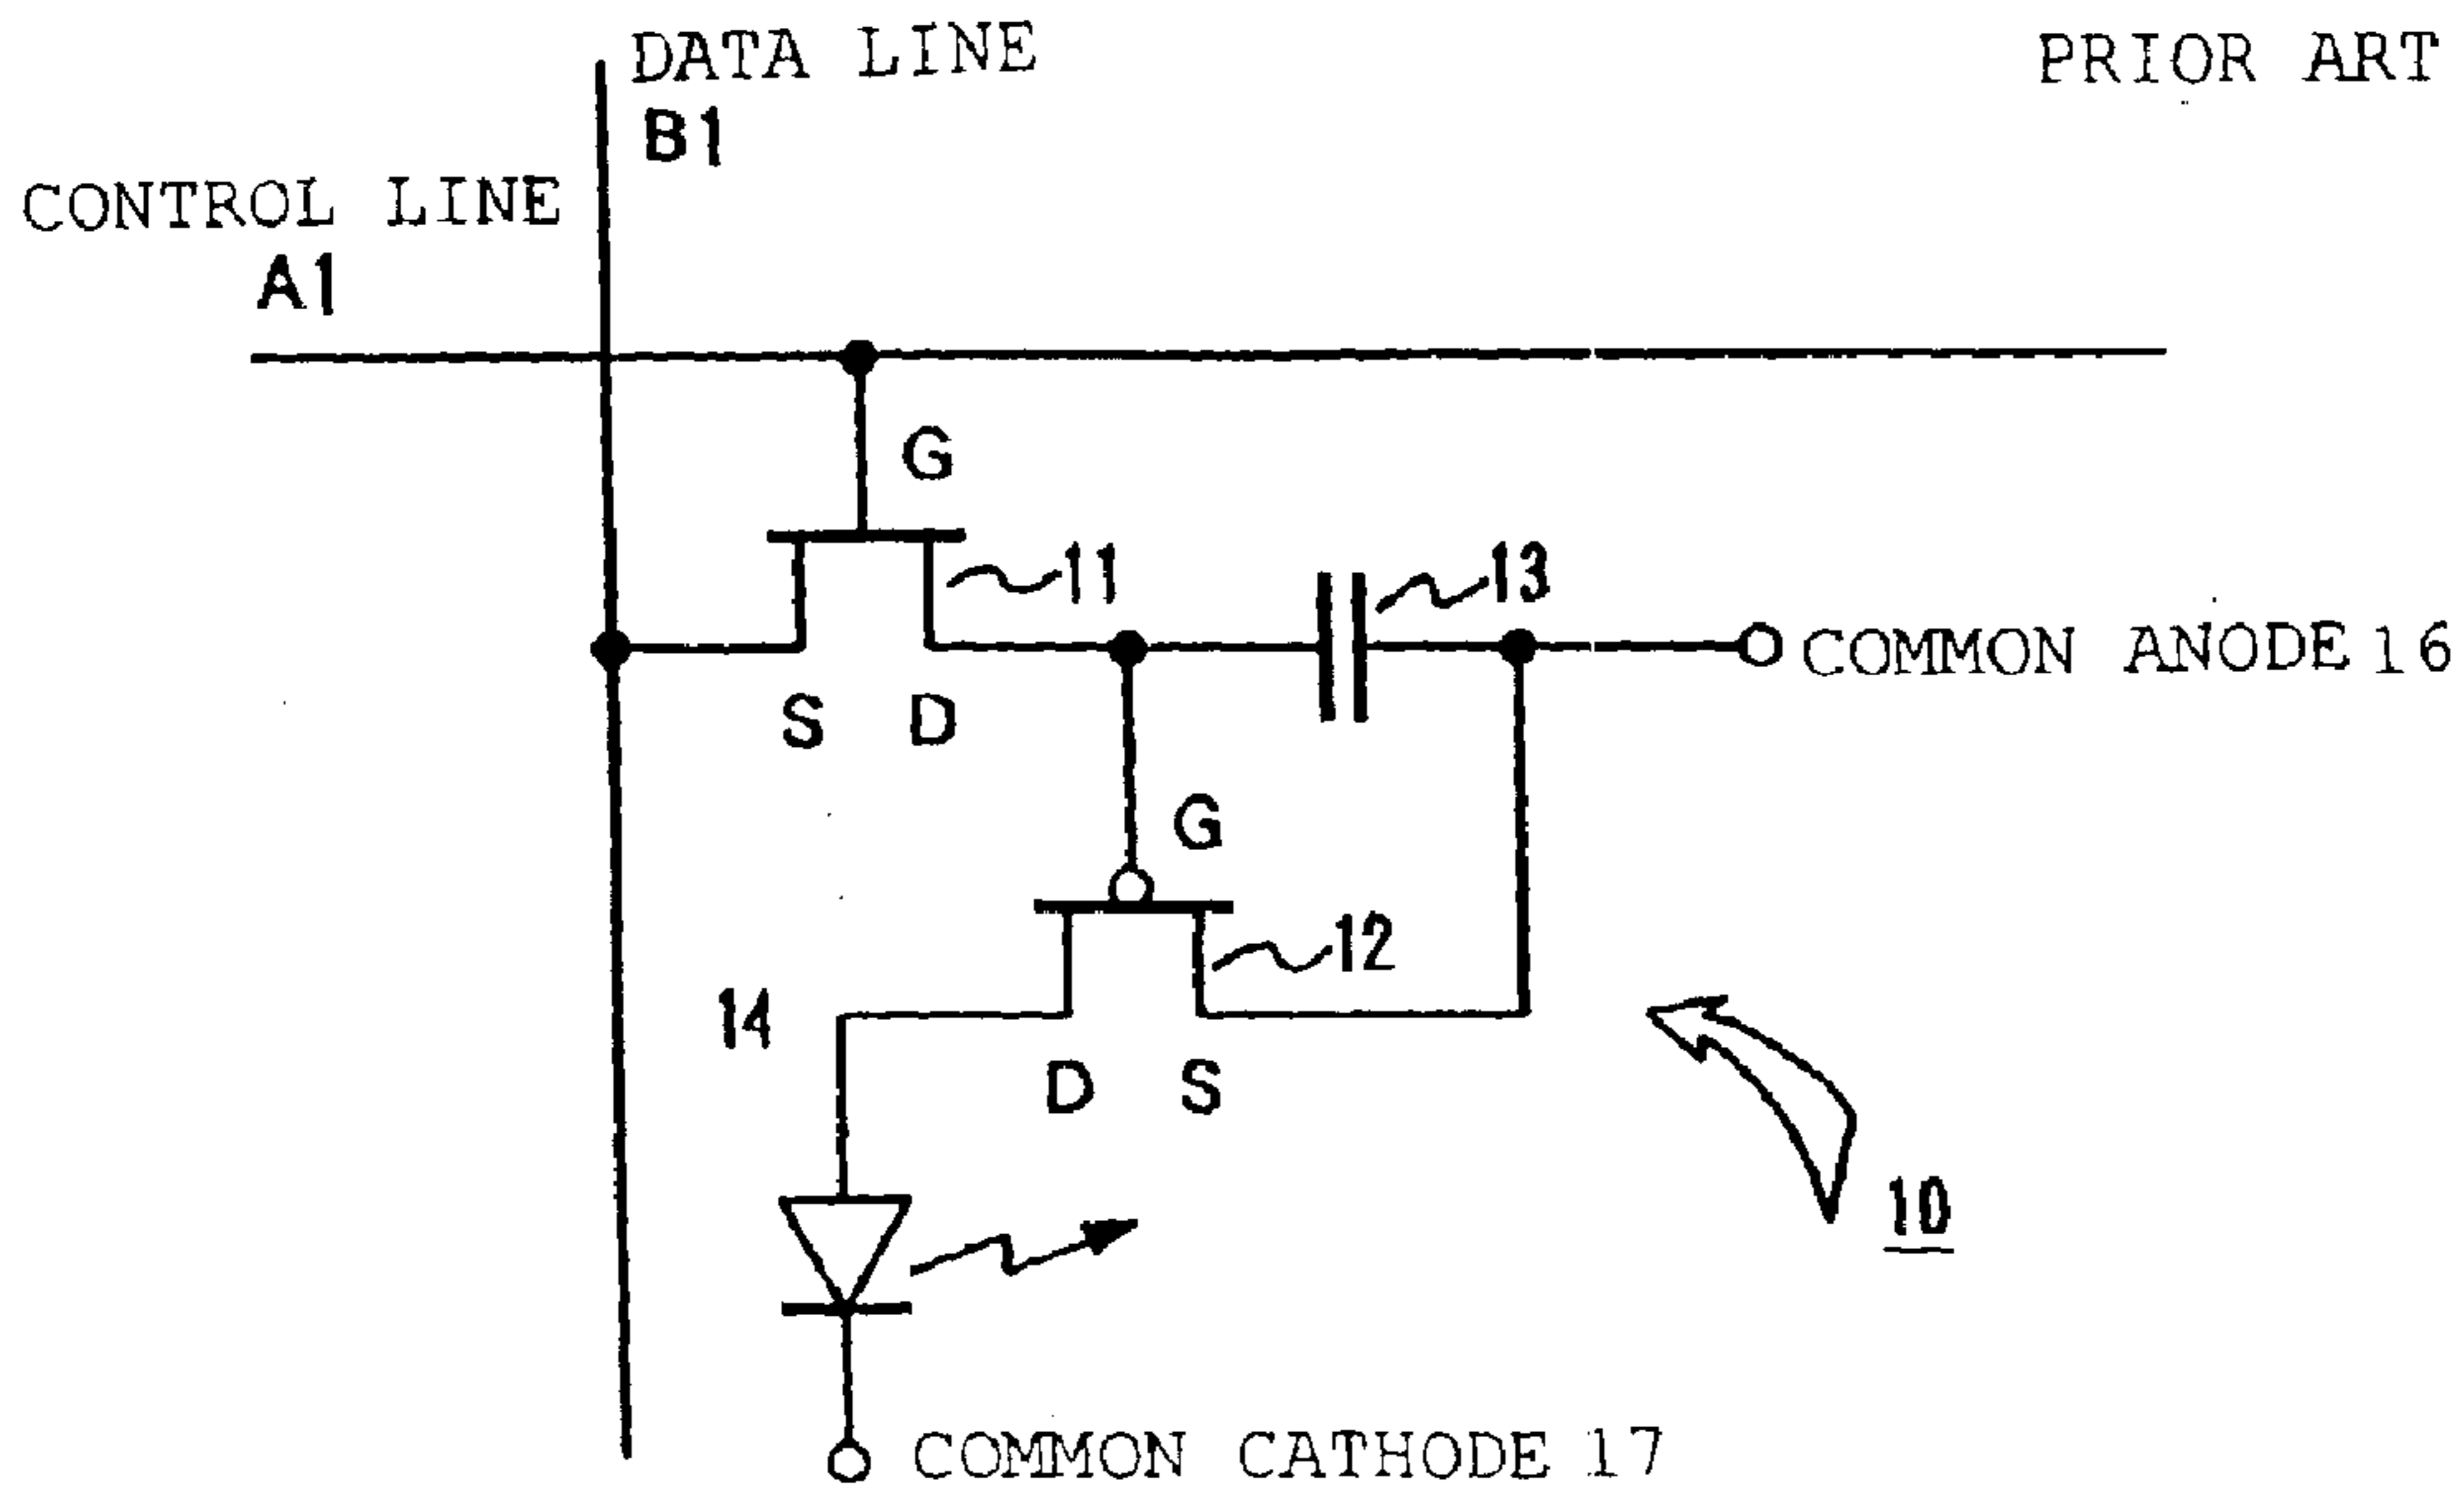 DATA LINE
B1
PRIOR ART
CONTROL LINE
A1
G
11
13
COMMON ANODE 16
S D
G
12
14
D S
10
COMMON CATHODE 17